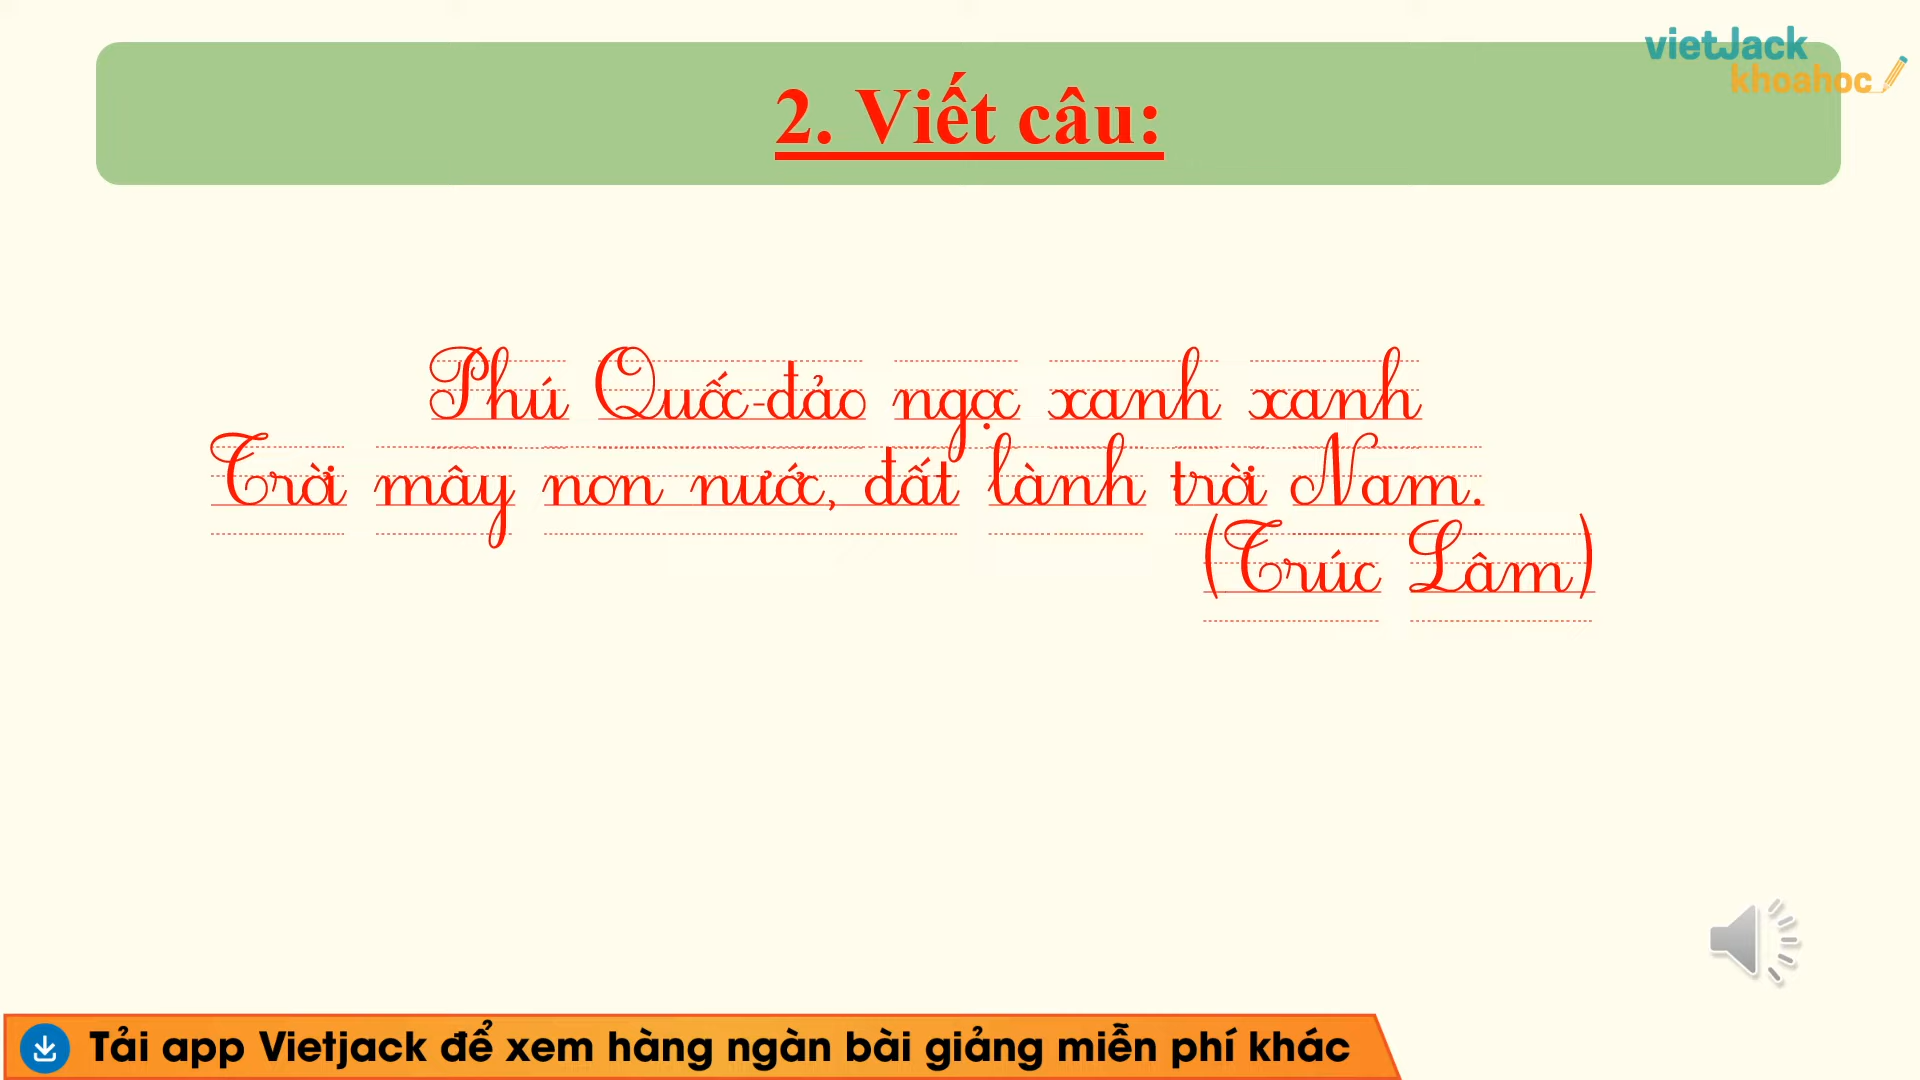 vietJack
khoahoc
2. Viết câu:
Phú Quốc-đảo ngọc xanh xanh
Trời mây non nước, đất lành trời Nam.
(Trúc Lâm)
Tải app Vietjack để xem hàng ngàn bài giảng miễn phí khác